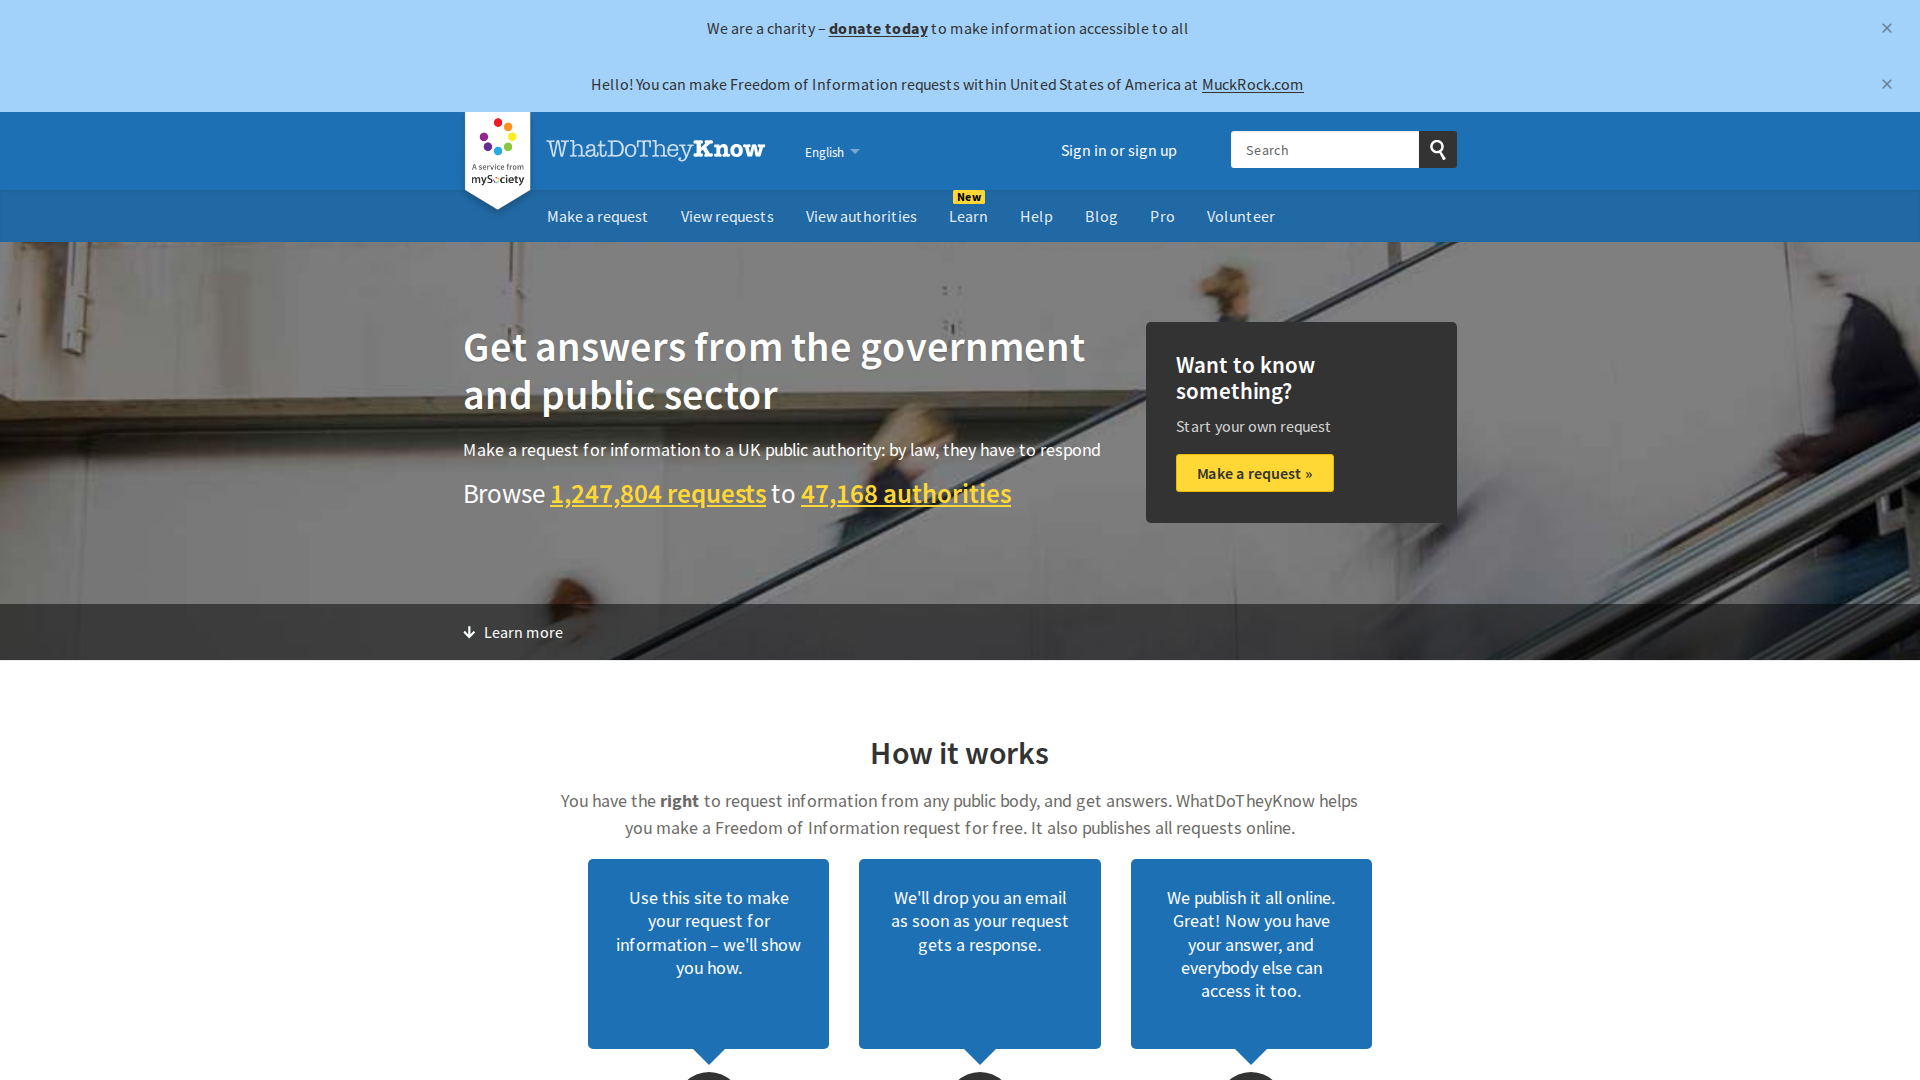 We are a charity – donate today to make information accessible to all
×
Hello! You can make Freedom of Information requests within United States of America at MuckRock.com
×
A service from
mySociety
WhatDoTheyKnow
English
Sign in or sign up
Search
New
Make a request
View requests
View authorities
Learn
Help
Blog
Pro
Volunteer
Get answers from the government
and public sector
Make a request for information to a UK public authority: by law, they have to respond
Browse 1,247,804 requests to 47,168 authorities
Want to know
something?
Start your own request
Make a request »
Learn more
How it works
You have the right to request information from any public body, and get answers. WhatDoTheyKnow helps
you make a Freedom of Information request for free. It also publishes all requests online.
Use this site to make
your request for
information – we'll show
you how.
We'll drop you an email
as soon as your request
gets a response.
We publish it all online.
Great! Now you have
your answer, and
everybody else can
access it too.